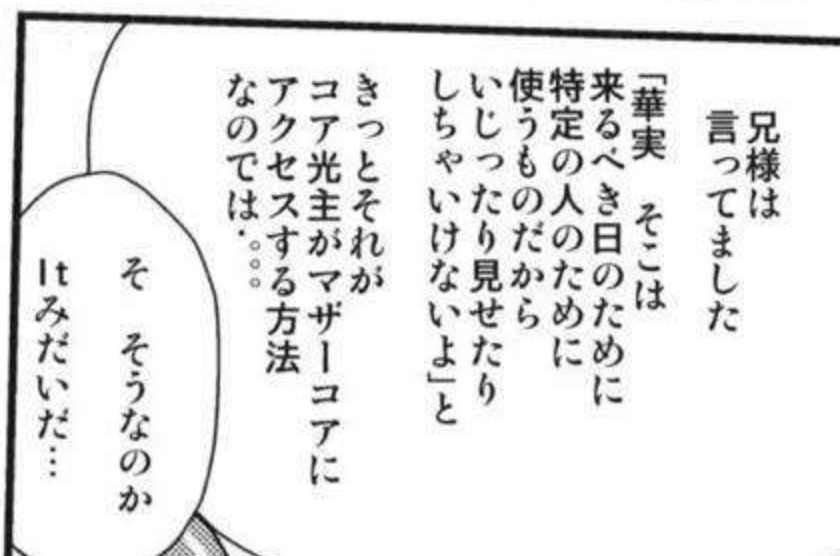 兄様は
言ってました
「華実　そこは
来るべき日のために
特定の人のために
使うものだから
いじったり見せたり
しちゃいけないよ」と
きっとそれが
コア光主がマザーコアに
アクセスする方法
なのでは・。。。
そ　そうなのか
Itみだいだ…